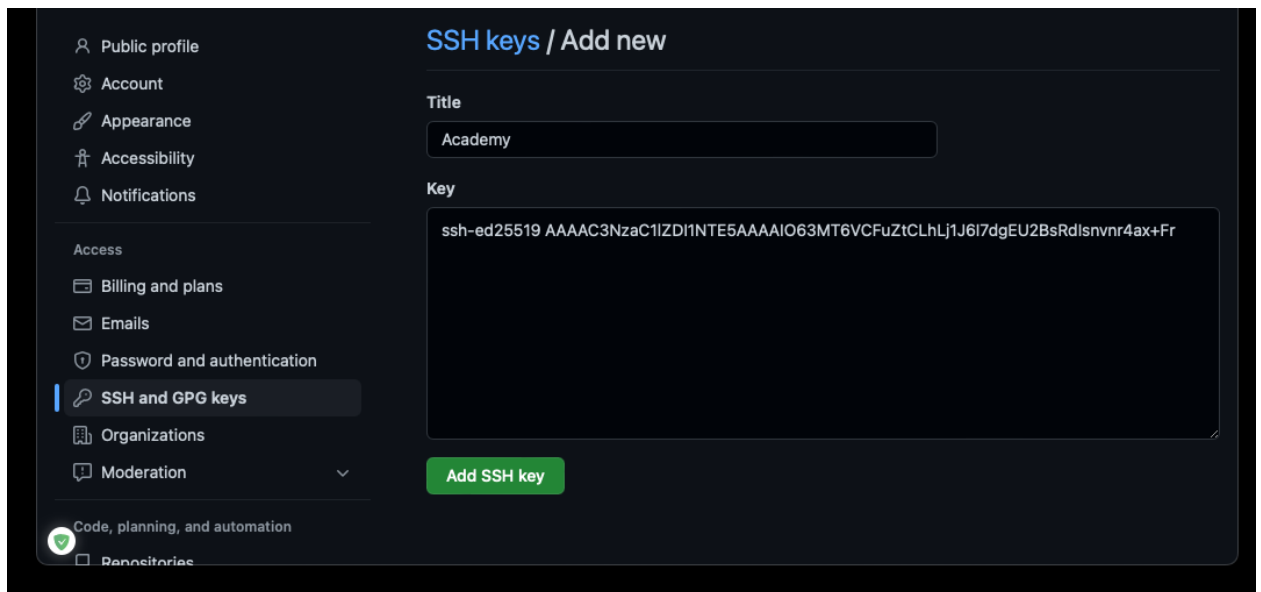 Public profile
Account
Appearance
Accessibility
Notifications
Access
Billing and plans
Emails
Password and authentication
SSH and GPG keys
Organizations
Moderation
Code, planning, and automation
Repositories
SSH keys / Add new
Title
Academy
Key
ssh-ed25519 AAAAC3NzaC1lZDI1NTE5AAAAIO63MT6VCFuZtCLhLj1J6I7dgEU2BsRdIsnvnr4ax+Fr
Add SSH key